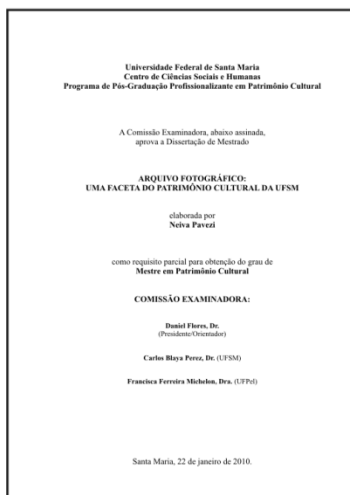 Universidade Federal de Santa Maria
Centro de Ciências Sociais e Humanas
Programa de Pós-Graduação Profissionalizante em Patrimônio Cultural
A Comissão Examinadora, abaixo assinada,
aprova a Dissertação de Mestrado
ARQUIVO FOTOGRÁFICO:
UMA FACETA DO PATRIMÔNIO CULTURAL DA UFSM
elaborada por
Neiva Pavezi
como requisito parcial para obtenção do grau de
Mestre em Patrimônio Cultural
COMISSÃO EXAMINADORA:
Daniel Flores, Dr.
(Presidente/Orientador)
Carlos Blaya Perez, Dr. (UFSM)
Francisca Ferreira Michelon, Dra. (UFPel)
Santa Maria, 22 de janeiro de 2010.